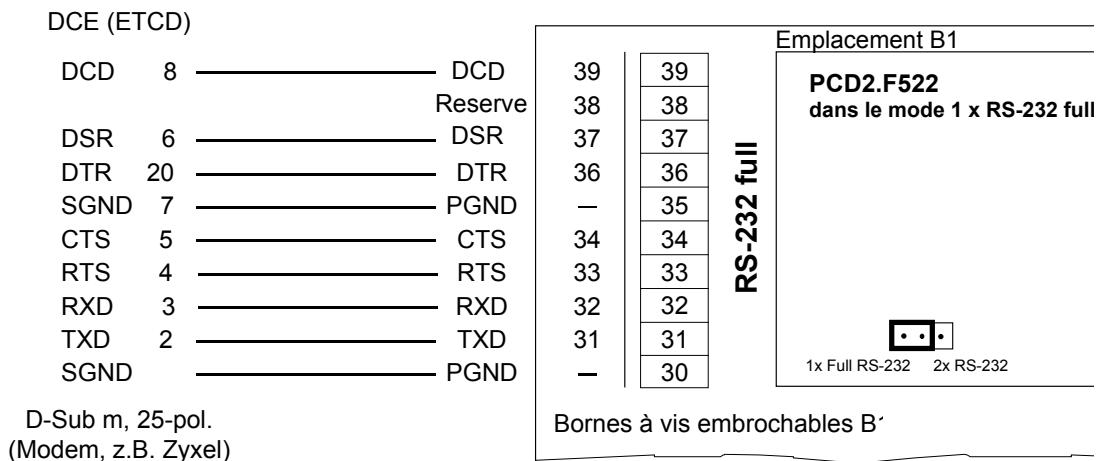 DCE (ETCD)
Emplacement B1
DCD 8 DCD 39 39
PCD2.F522
dans le mode 1 x RS-232 full
Reserve 38 38
DSR 6 DSR 37 37
DTR 20 DTR 36 36
SGND 7 PGND – 35
CTS 5 CTS 34 34
RTS 4 RTS 33 33
RXD 3 RXD 32 32
TXD 2 TXD 31 31
SGND PGND – 30
RS-232 full
1x Full RS-232 2x RS-232
D-Sub m, 25-pol.
(Modem, z.B. Zyxel)
Bornes à vis embrochables B1